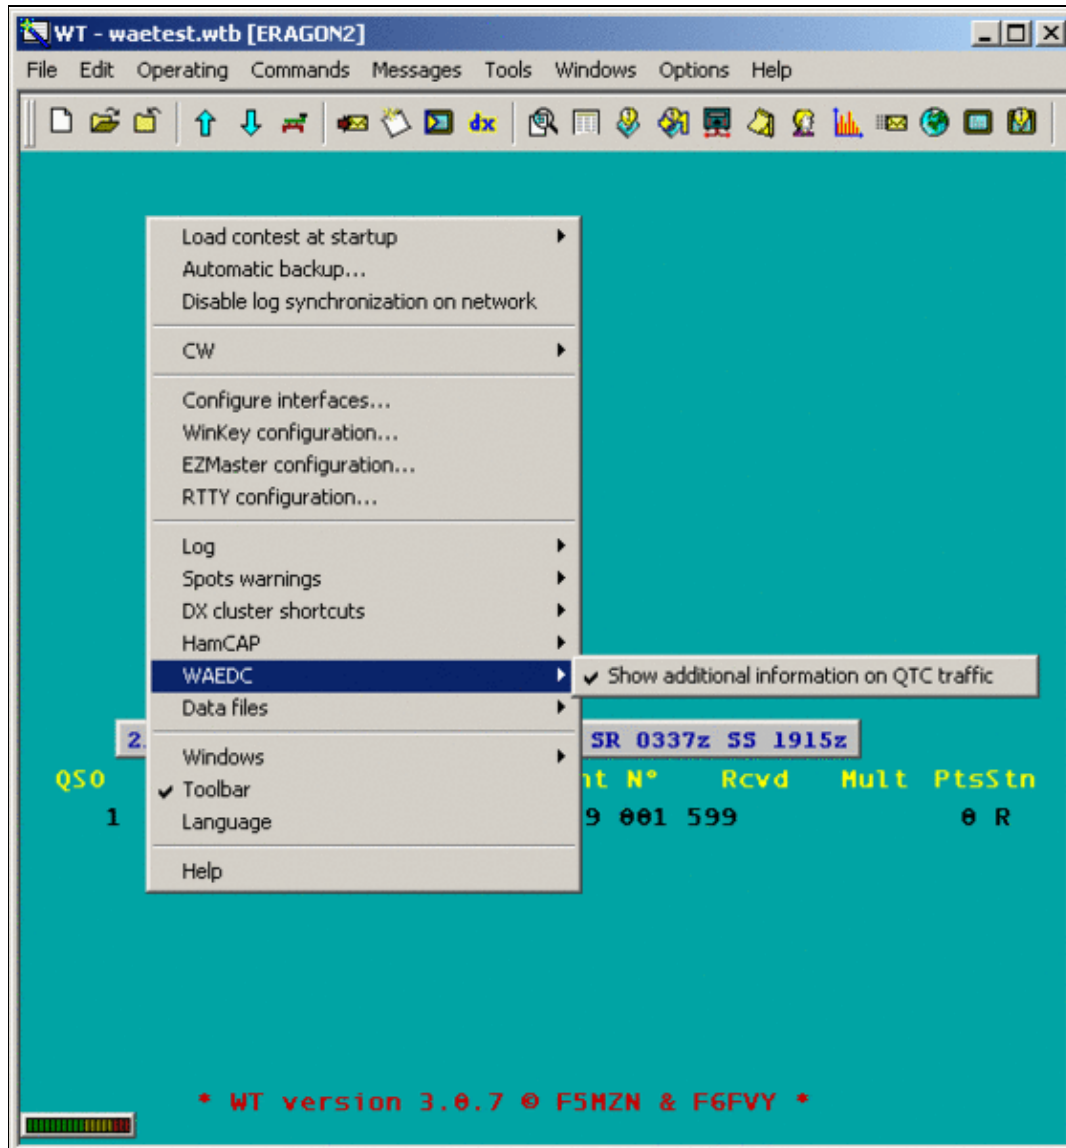 WT - waetest.wtb [ERAGON2]
File Edit Operating Commands Messages Tools Windows Options Help
dx
Load contest at startup
Automatic backup...
Disable log synchronization on network
CW
Configure interfaces...
WinKey configuration...
EZMaster configuration...
RTTY configuration...
Log
Spots warnings
DX cluster shortcuts
HamCAP
WAEDC
Show additional information on QTC traffic
Data files
2 SR 0337z SS 1915z
Windows
QSO nt N° Rcvd Mult PtsStn
Toolbar
1 9 001 599 0 R
Language
Help
* WT version 3.0.7 © F5MZN & F6FVY *